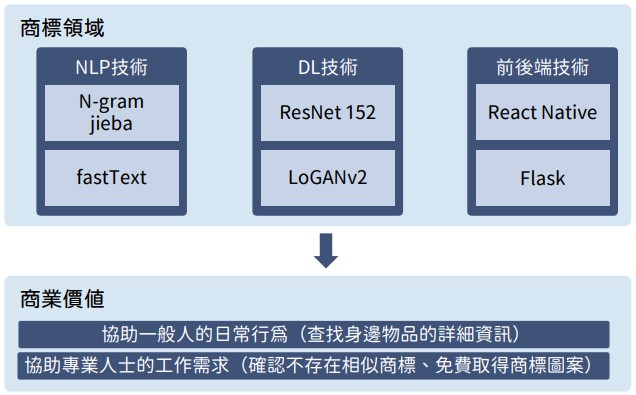 商標領域
NLP技術
N-gram
jieba
fastText
DL技術
ResNet 152
LoGANv2
前後端技術
React Native
Flask
商業價值
協助一般人的日常行爲（查找身邊物品的詳細資訊）
協助專業人士的工作需求（確認不存在相似商標、免費取得商標圖案）